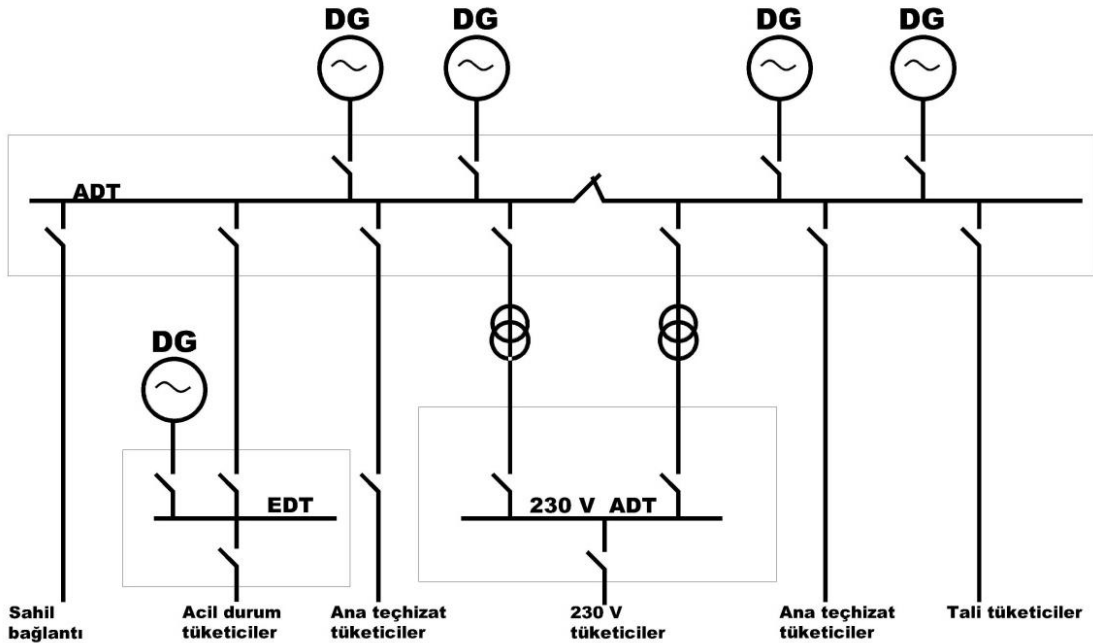 DG
DG
DG
DG
ADT
DG
EDT
230 V ADT
Sahil
bağlantı
Acil durum
tüketiciler
Ana teçhizat
tüketiciler
230 V
tüketiciler
Ana teçhizat
tüketiciler
Tali tüketiciler